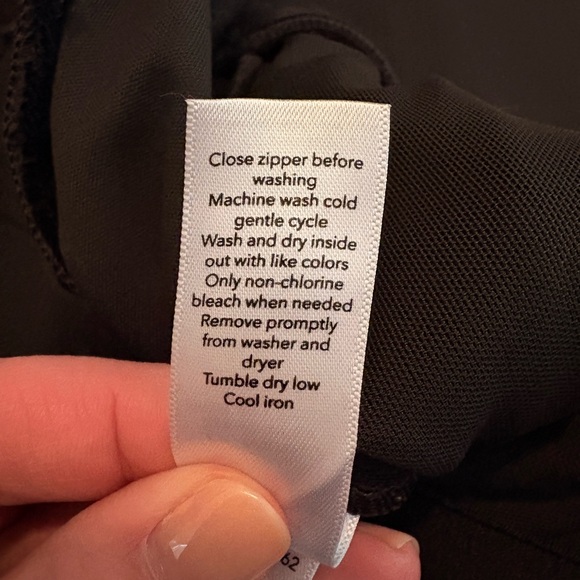 Close zipper before
washing
Machine wash cold
gentle cycle
Wash and dry inside
out with like colors
Only non-chlorine
bleach when needed
Remove promptly
from washer and
dryer
Tumble dry low
Cool iron
62